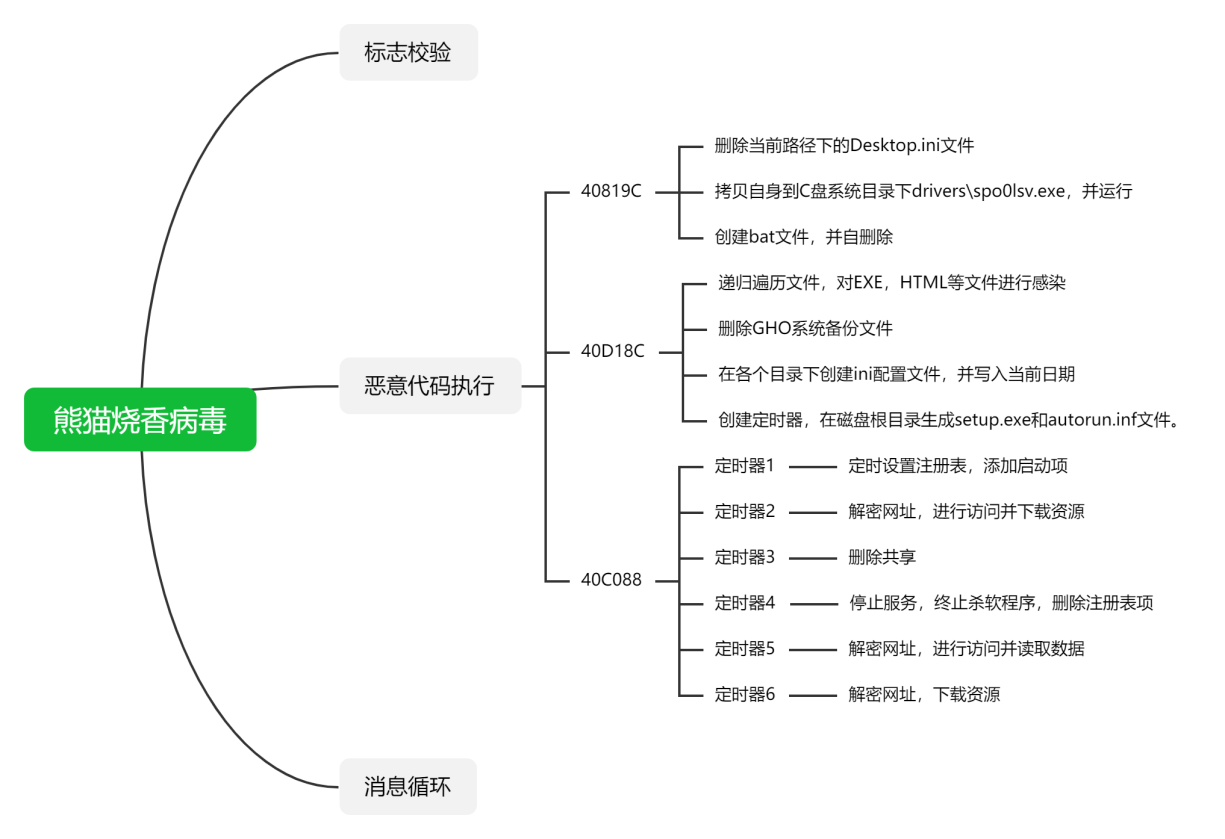 熊猫烧香病毒
标志校验
恶意代码执行
40819C
删除当前路径下的Desktop.ini文件
拷贝自身到C盘系统目录下drivers\spo0lsv.exe，并运行
创建bat文件，并自删除
40D18C
递归遍历文件，对EXE，HTML等文件进行感染
删除GHO系统备份文件
在各个目录下创建ini配置文件，并写入当前日期
创建定时器，在磁盘根目录生成setup.exe和autorun.inf文件。
40C088
定时器1 定时设置注册表，添加启动项
定时器2 解密网址，进行访问并下载资源
定时器3 删除共享
定时器4 停止服务，终止杀软程序，删除注册表项
定时器5 解密网址，进行访问并读取数据
定时器6 解密网址，下载资源
消息循环